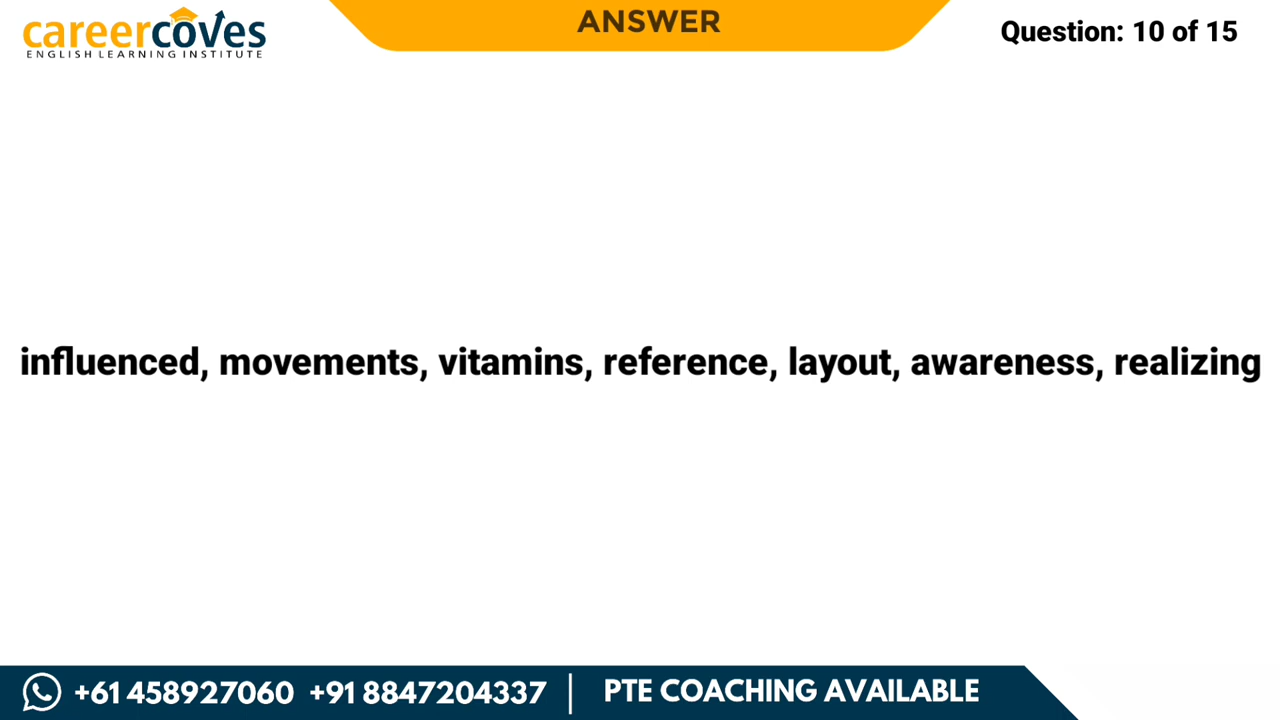 careercoves
ENGLISH LEARNING INSTITUTE
ANSWER
Question: 10 of 15
influenced, movements, vitamins, reference, layout, awareness, realizing
+61 458927060 +91 8847204337 | PTE COACHING AVAILABLE